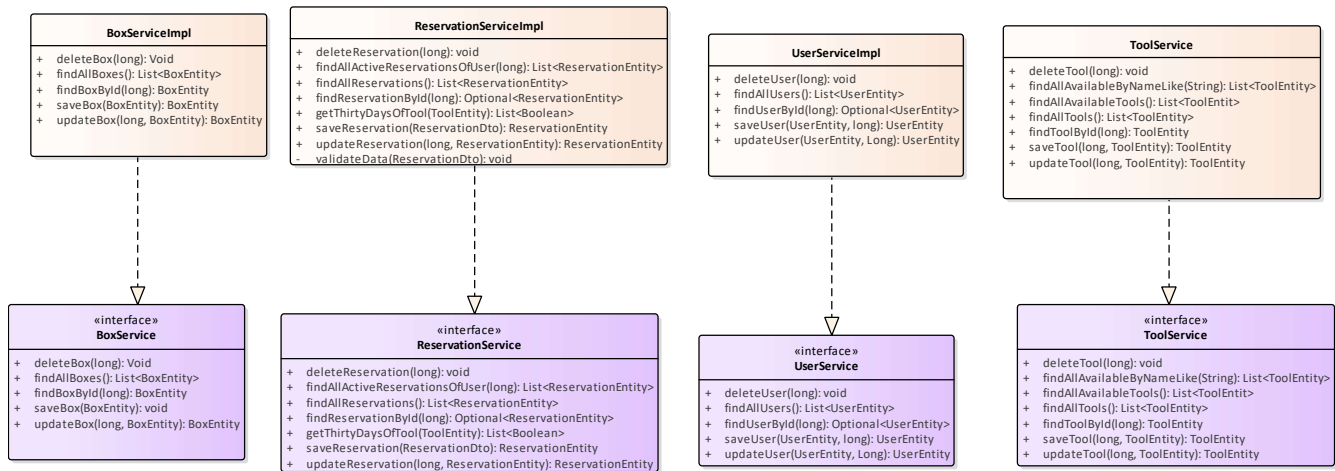 BoxServiceImpl
+ deleteBox(long): Void
+ findAllBoxes(): List<BoxEntity>
+ findBoxById(long): BoxEntity
+ saveBox(BoxEntity): BoxEntity
+ updateBox(long, BoxEntity): BoxEntity
ReservationServiceImpl
+ deleteReservation(long): void
+ findAllActiveReservationsOfUser(long): List<ReservationEntity>
+ findAllReservations(): List<ReservationEntity>
+ findReservationById(long): Optional<ReservationEntity>
+ getThirtyDaysOfTool(ToolEntity): List<Boolean>
+ saveReservation(ReservationDto): ReservationEntity
+ updateReservation(long, ReservationEntity): ReservationEntity
- validateData(ReservationDto): void
UserServiceImpl
+ deleteUser(long): void
+ findAllUsers(): List<UserEntity>
+ findUserById(long): Optional<UserEntity>
+ saveUser(UserEntity, long): UserEntity
+ updateUser(UserEntity, Long): UserEntity
ToolService
+ deleteTool(long): void
+ findAllAvailableByNameLike(String): List<ToolEntity>
+ findAllAvailableTools(): List<ToolEntit>
+ findAllTools(): List<ToolEntity>
+ findToolById(long): ToolEntity
+ saveTool(long, ToolEntity): ToolEntity
+ updateTool(long, ToolEntity): ToolEntity
«interface»
BoxService
+ deleteBox(long): Void
+ findAllBoxes(): List<BoxEntity>
+ findBoxById(long): BoxEntity
+ saveBox(BoxEntity): void
+ updateBox(long, BoxEntity): BoxEntity
«interface»
ReservationService
+ deleteReservation(long): void
+ findAllActiveReservationsOfUser(long): List<ReservationEntity>
+ findAllReservations(): List<ReservationEntity>
+ findReservationById(long): Optional<ReservationEntity>
+ getThirtyDaysOfTool(ToolEntity): List<Boolean>
+ saveReservation(ReservationDto): ReservationEntity
+ updateReservation(long, ReservationEntity): ReservationEntity
«interface»
UserService
+ deleteUser(long): void
+ findAllUsers(): List<UserEntity>
+ findUserById(long): Optional<UserEntity>
+ saveUser(UserEntity, long): UserEntity
+ updateUser(UserEntity, Long): UserEntity
«interface»
ToolService
+ deleteTool(long): void
+ findAllAvailableByNameLike(String): List<ToolEntity>
+ findAllAvailableTools(): List<ToolEntit>
+ findAllTools(): List<ToolEntity>
+ findToolById(long): ToolEntity
+ saveTool(long, ToolEntity): ToolEntity
+ updateTool(long, ToolEntity): ToolEntity